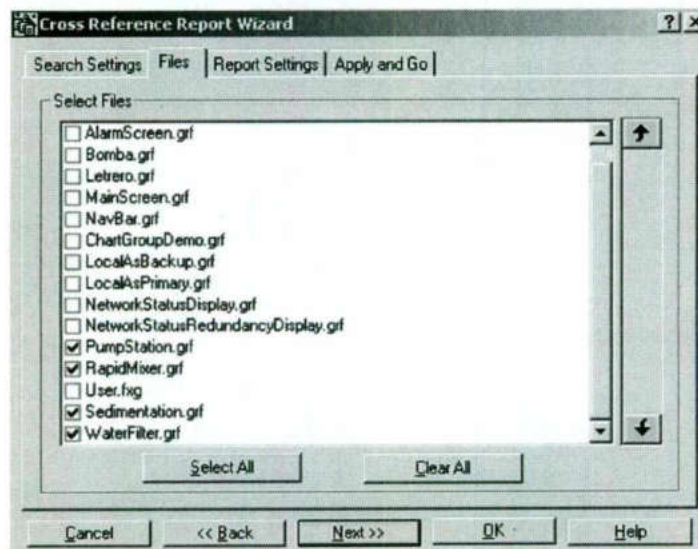 Cross Reference Report Wizard
Search Settings Files Report Settings Apply and Go
Select Files
AlarmScreen.grf
Bomba.grf
Letrero.grf
MainScreen.grf
NavBar.grf
ChartGroupDemo.grf
LocalAsBackup.grf
LocalAsPrimary.grf
NetworkStatusDisplay.grf
NetworkStatusRedundancyDisplay.grf
PumpStation.grf
RapidMixer.grf
User.fxg
Sedimentation.grf
WaterFilter.grf
Select All Clear All
Cancel << Back Next >> OK Help